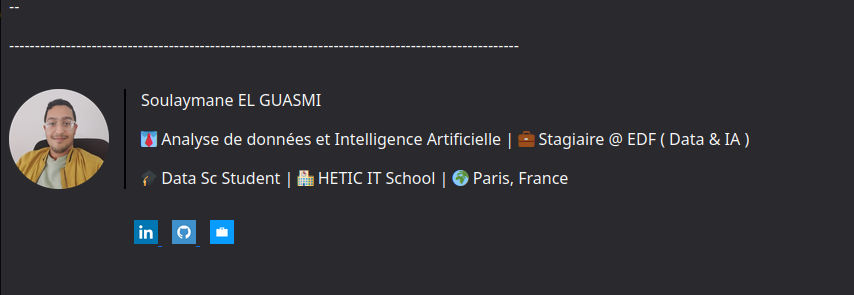 --
----------------------------------------------------------------------------------------------------
Soulaymane EL GUASMI
👔 Analyse de données et Intelligence Artificielle | 💼 Stagiaire @ EDF ( Data & IA )
🎓 Data Sc Student | 🏫 HETIC IT School | 🌍 Paris, France
in